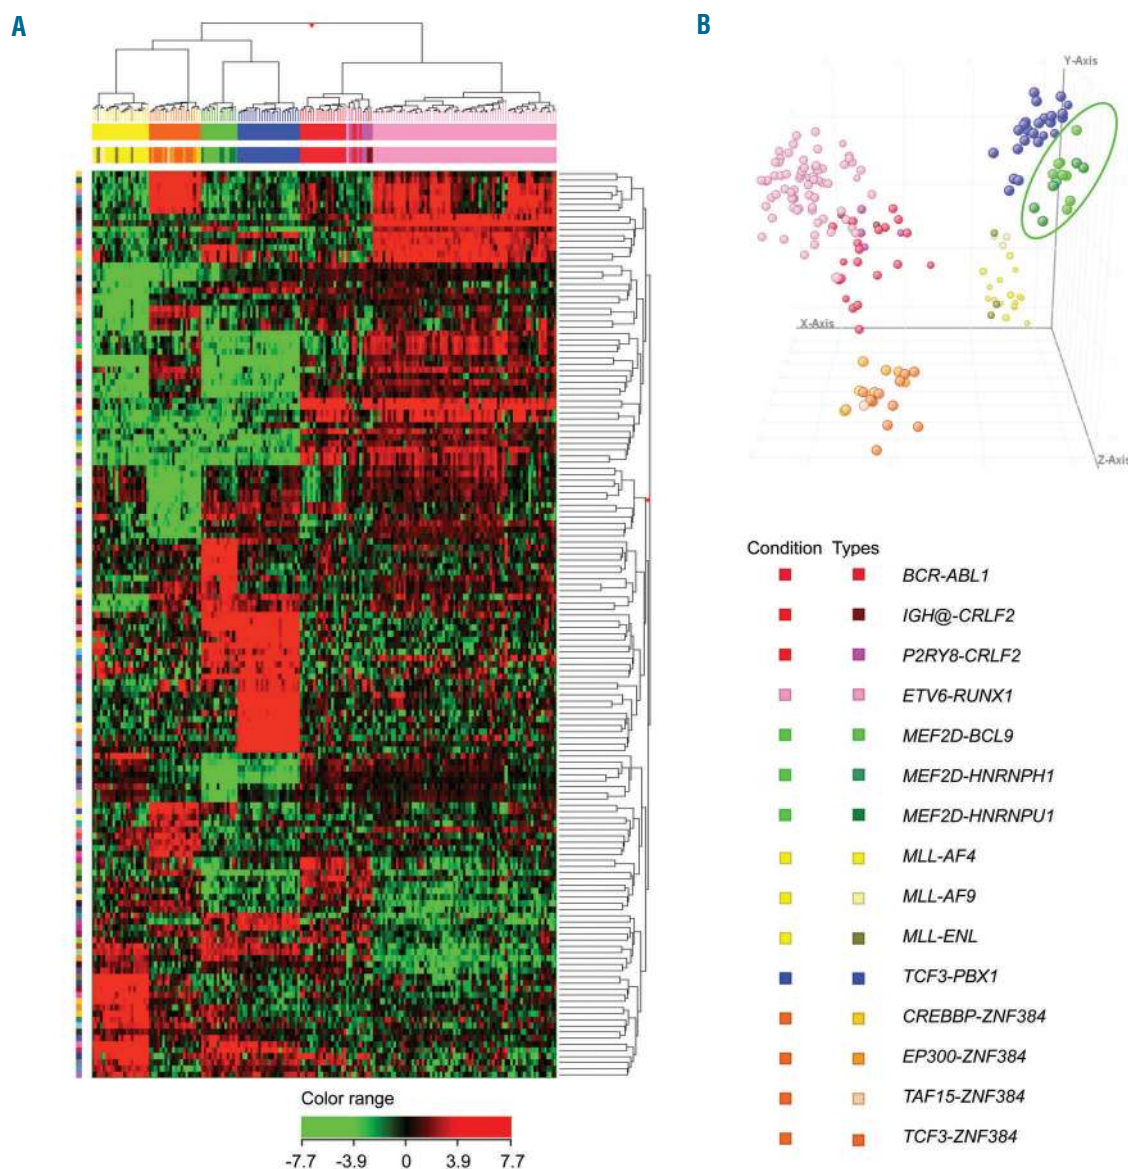 A
B
Y-Axis
X-Axis
Z-Axis
Condition Types
BCR-ABL1
IGH@-CRLF2
P2RY8-CRLF2
ETV6-RUNX1
MEF2D-BCL9
MEF2D-HNRNPH1
MEF2D-HNRNPU1
MLL-AF4
MLL-AF9
MLL-ENL
TCF3-PBX1
CREBBP-ZNF384
EP300-ZNF384
TAF15-ZNF384
TCF3-ZNF384
Color range
-7.7 -3.9 0 3.9 7.7